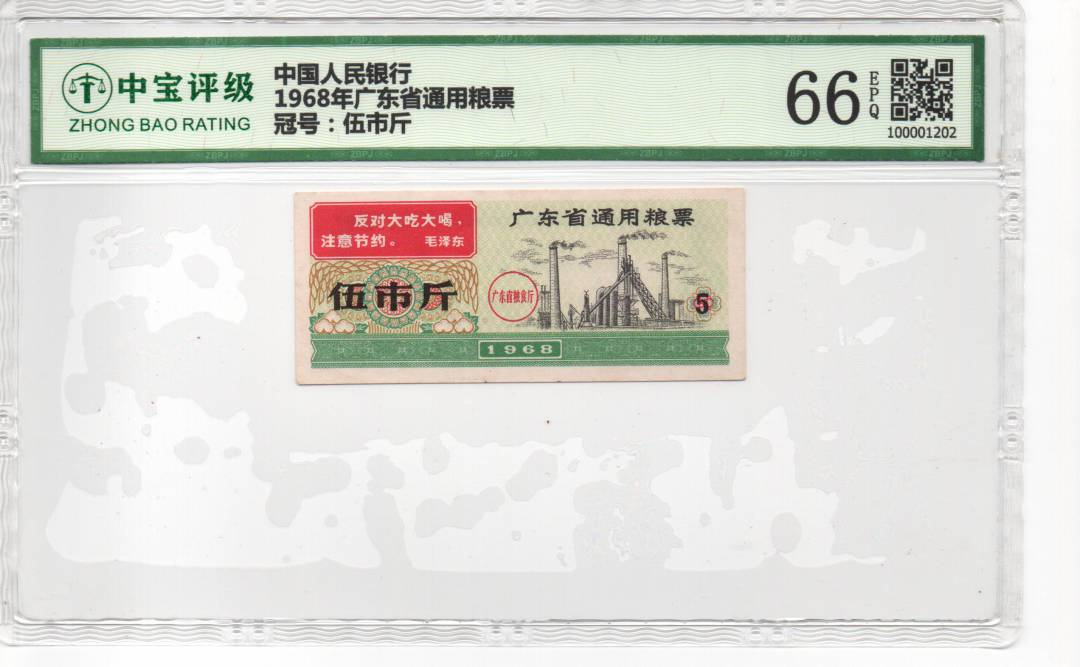 中宝评级
ZHONG BAO RATING
中国人民银行
1968年广东省通用粮票
冠号：伍市斤
66
EPQ
100001202
反对大吃大喝，
注意节约。 毛泽东
广东省通用粮票
伍市斤
广东省粮食厅
5
1968